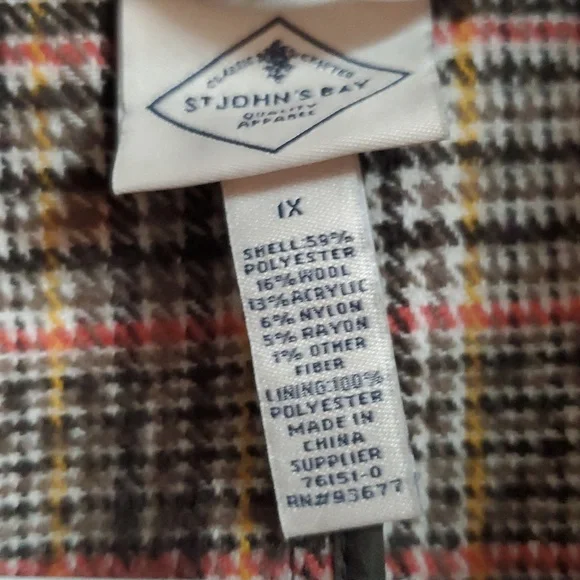 CLASSIC CRAFTED
ST JOHN'S BAY
QUALITY
APPAREL
1X
SHELL:59%
POLYESTER
16% WOOL
13% ACRYLIC
6% NYLON
5% RAYON
1% OTHER
FIBER
LINING:100%
POLYESTER
MADE IN
CHINA
SUPPLIER
76151-0
RN#93677